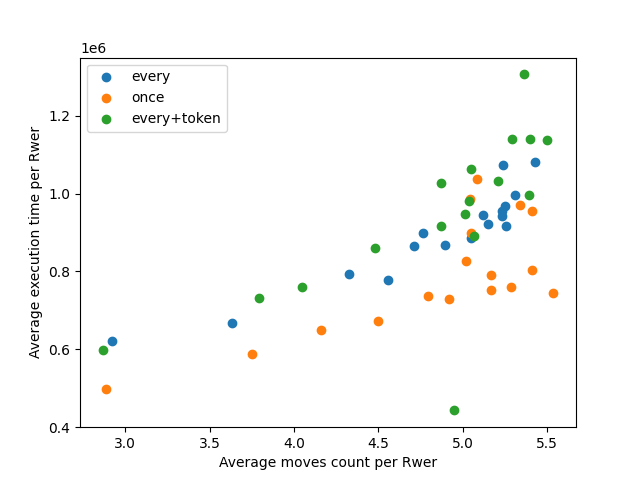 1e6
every
once
every+token
1.2
1.0
0.8
0.6
0.4
Average execution time per Rwer
3.0
3.5
4.0
4.5
5.0
5.5
Average moves count per Rwer